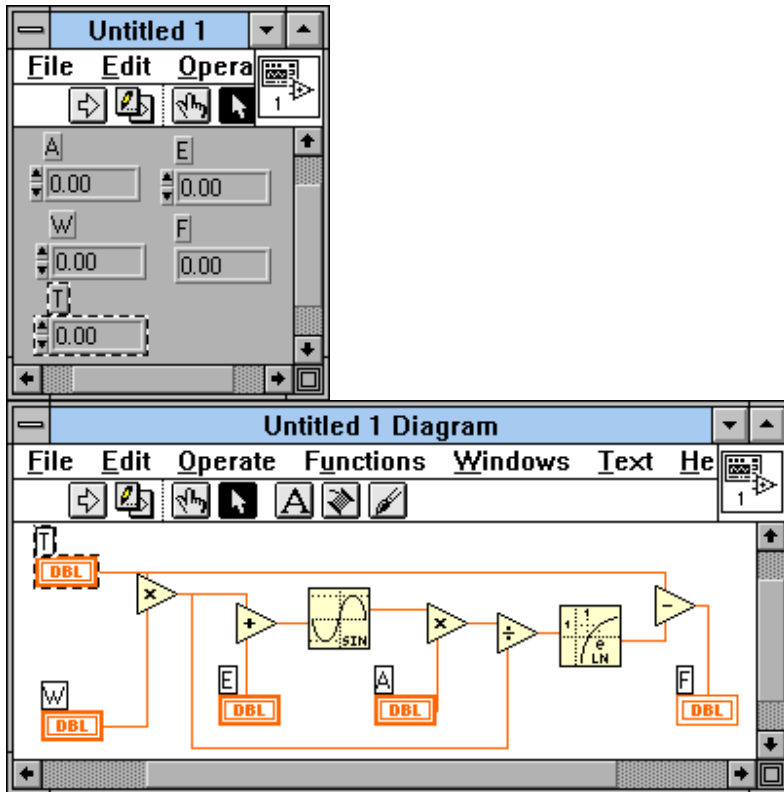 Untitled 1
File Edit Opera
1
A E
0.00 0.00
W F
0.00 0.00
T
0.00
Untitled 1 Diagram
File Edit Operate Functions Windows Text He
A
1
T
DBL
×
+
SIN
×
÷
1 1
e
LN
-
W
DBL
E
DBL
A
DBL
F
DBL